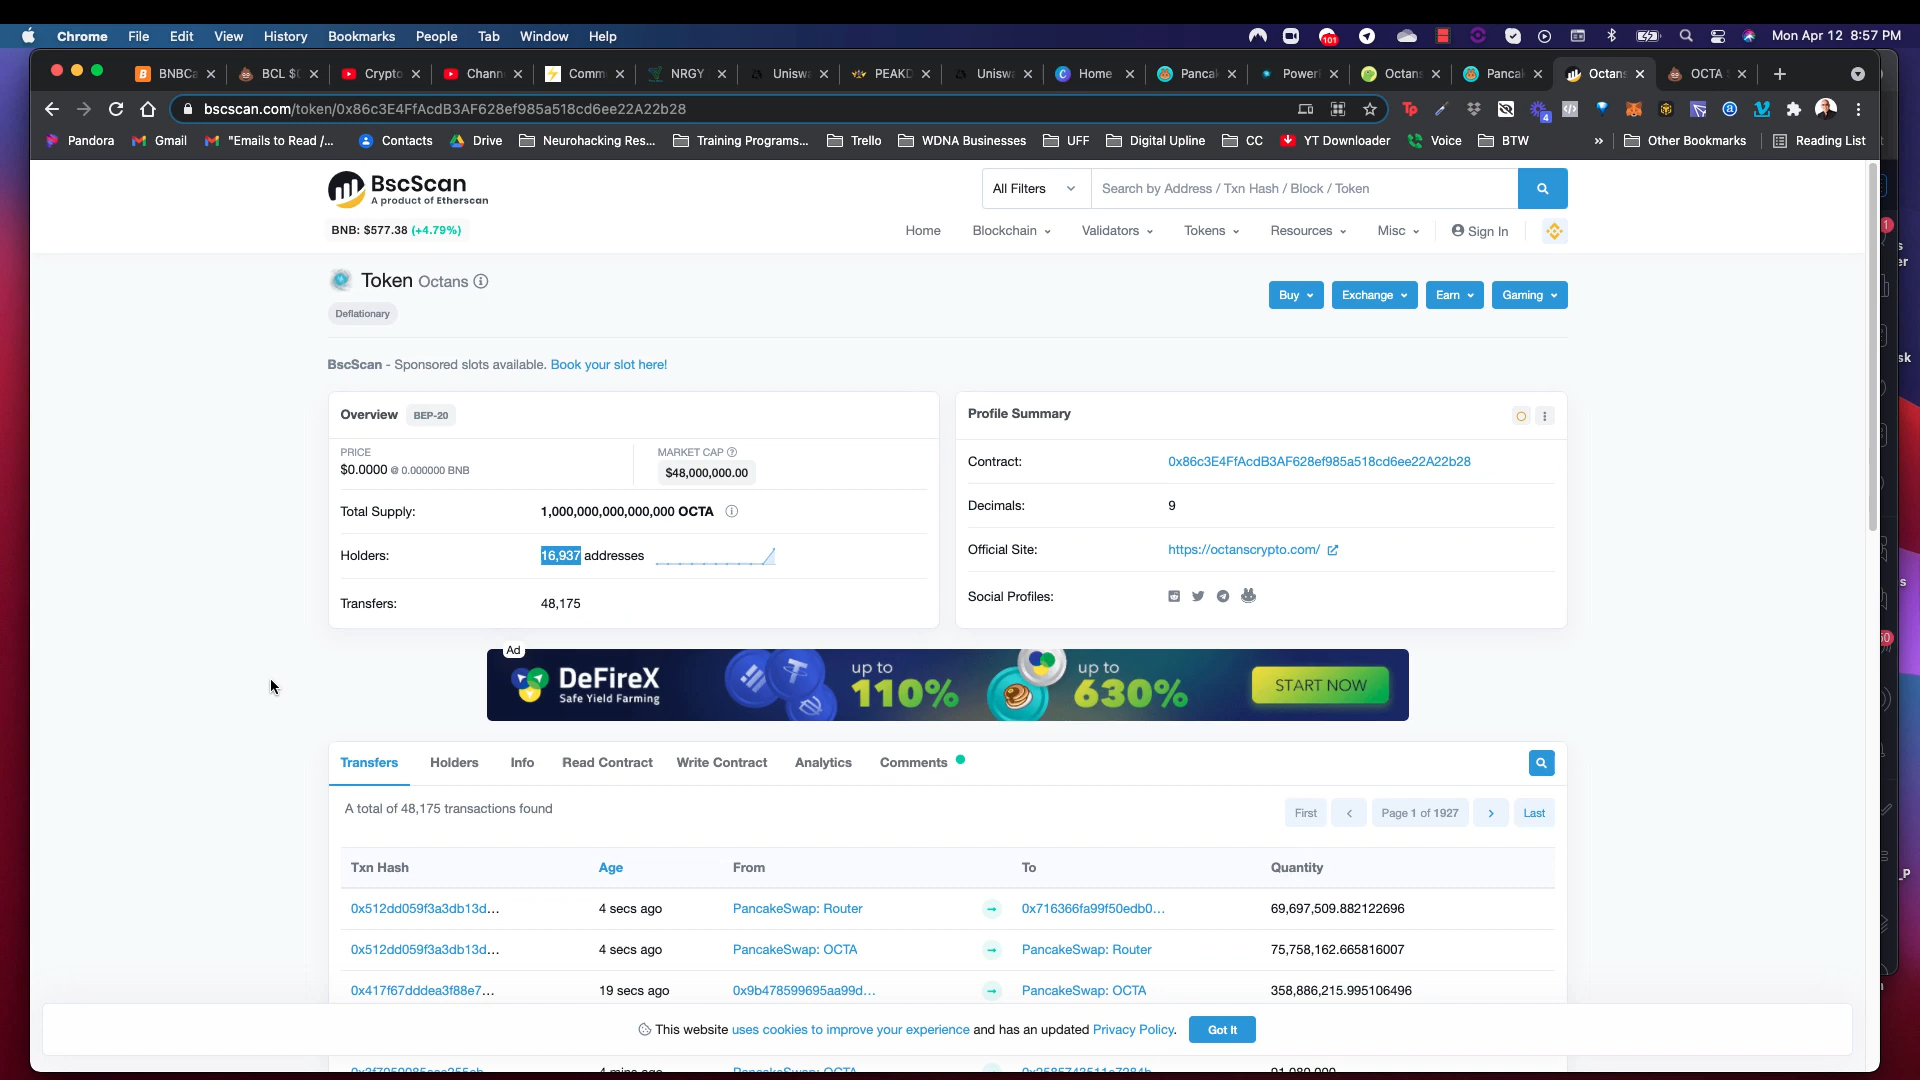 Chrome File Edit View History Bookmarks People Tab Window Help 101 Mon Apr 12 8:57 PM
BNBCa BCL $( Crypto Chann Comm NRGY Unisw PEAKD Unisw Home Panca Power Octans Panca Octans OCTA
bscscan.com/token/0x86c3E4FfAcdB3AF628ef985a518cd6ee22A22b28
Pandora Gmail "Emails to Read /... Contacts Drive Neurohacking Res... Training Programs... Trello WDNA Businesses UFF Digital Upline CC YT Downloader Voice BTW » Other Bookmarks Reading List
BscScan
A product of Etherscan
All Filters Search by Address / Txn Hash / Block / Token
BNB: $577.38 (+4.79%)
Home Blockchain Validators Tokens Resources Misc Sign In
Token Octans
Buy Exchange Earn Gaming
Deflationary
BscScan - Sponsored slots available. Book your slot here!
Overview BEP-20
PRICE MARKET CAP
$0.0000 @ 0.000000 BNB $48,000,000.00
Total Supply: 1,000,000,000,000,000 OCTA
Holders: 16,937 addresses
Transfers: 48,175
Profile Summary
Contract: 0x86c3E4FfAcdB3AF628ef985a518cd6ee22A22b28
Decimals: 9
Official Site: https://octanscrypto.com/
Social Profiles:
Ad
DeFireX
Safe Yield Farming
up to
110%
up to
630%
START NOW
Transfers Holders Info Read Contract Write Contract Analytics Comments
A total of 48,175 transactions found
First Page 1 of 1927 Last
Txn Hash Age From To Quantity
0x512dd059f3a3db13d... 4 secs ago PancakeSwap: Router 0x716366fa99f50edb0... 69,697,509.882122696
0x512dd059f3a3db13d... 4 secs ago PancakeSwap: OCTA PancakeSwap: Router 75,758,162.665816007
0x417f67dddea3f88e7... 19 secs ago 0x9b478599695aa99d... PancakeSwap: OCTA 358,886,215.995106496
This website uses cookies to improve your experience and has an updated Privacy Policy. Got It